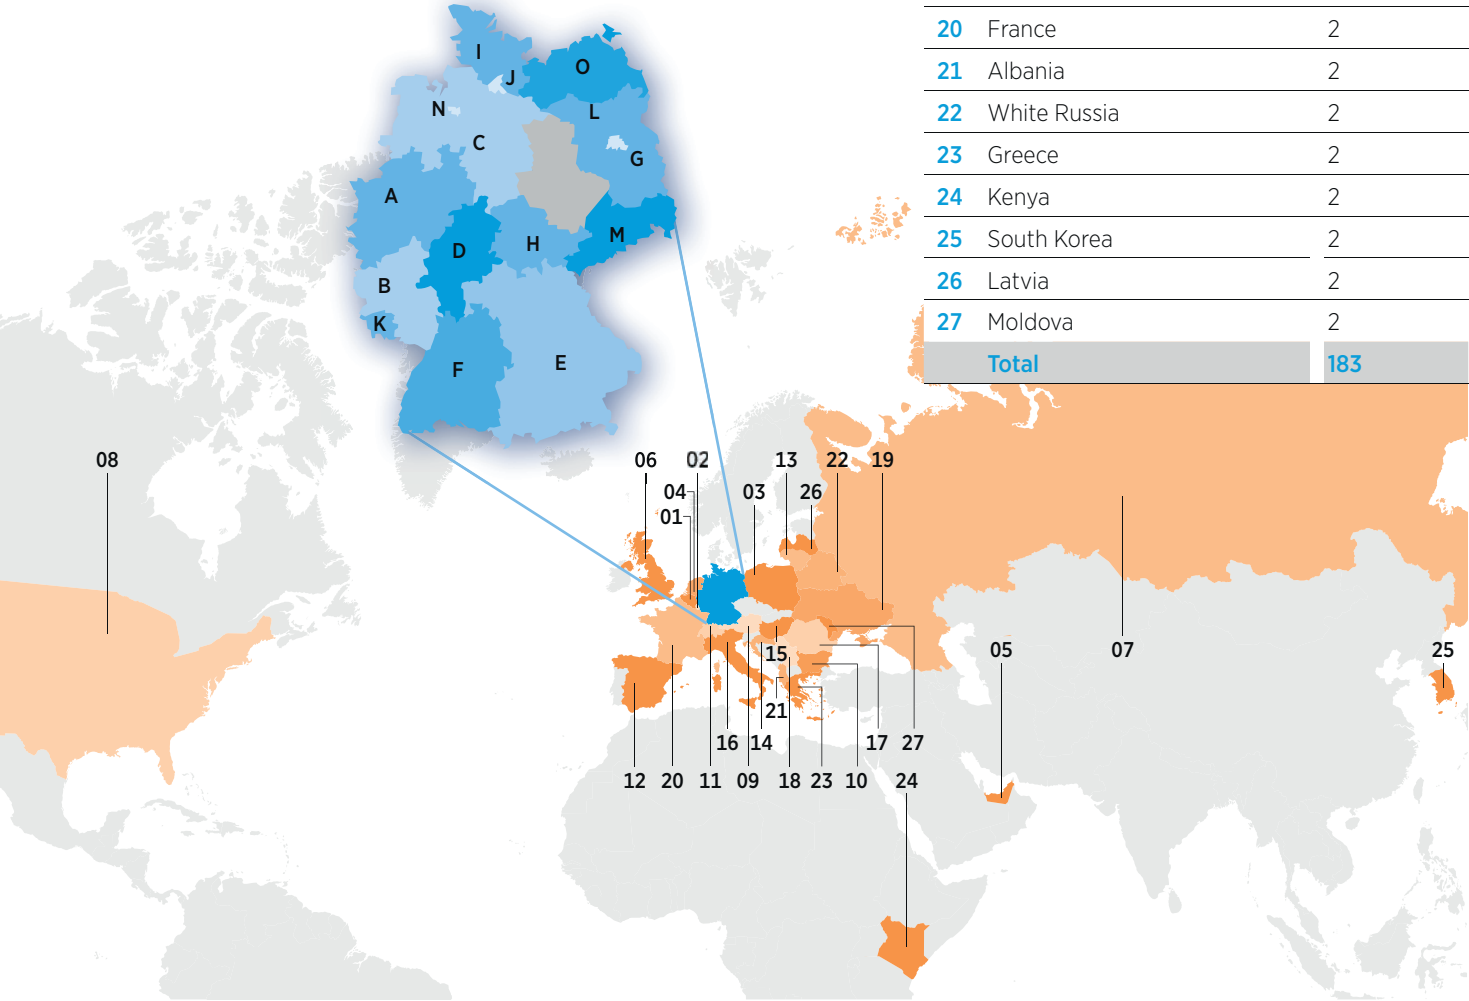 20 France 2
21 Albania 2
22 White Russia 2
23 Greece 2
24 Kenya 2
25 South Korea 2
26 Latvia 2
27 Moldova 2
Total 183
I
J
O
N
L
C
G
A
M
D
H
B
K
F
E
08
06
02
13
22
19
04
03
26
01
05
07
25
15
21
16
14
17
27
12
20
11
09
18
23
10
24